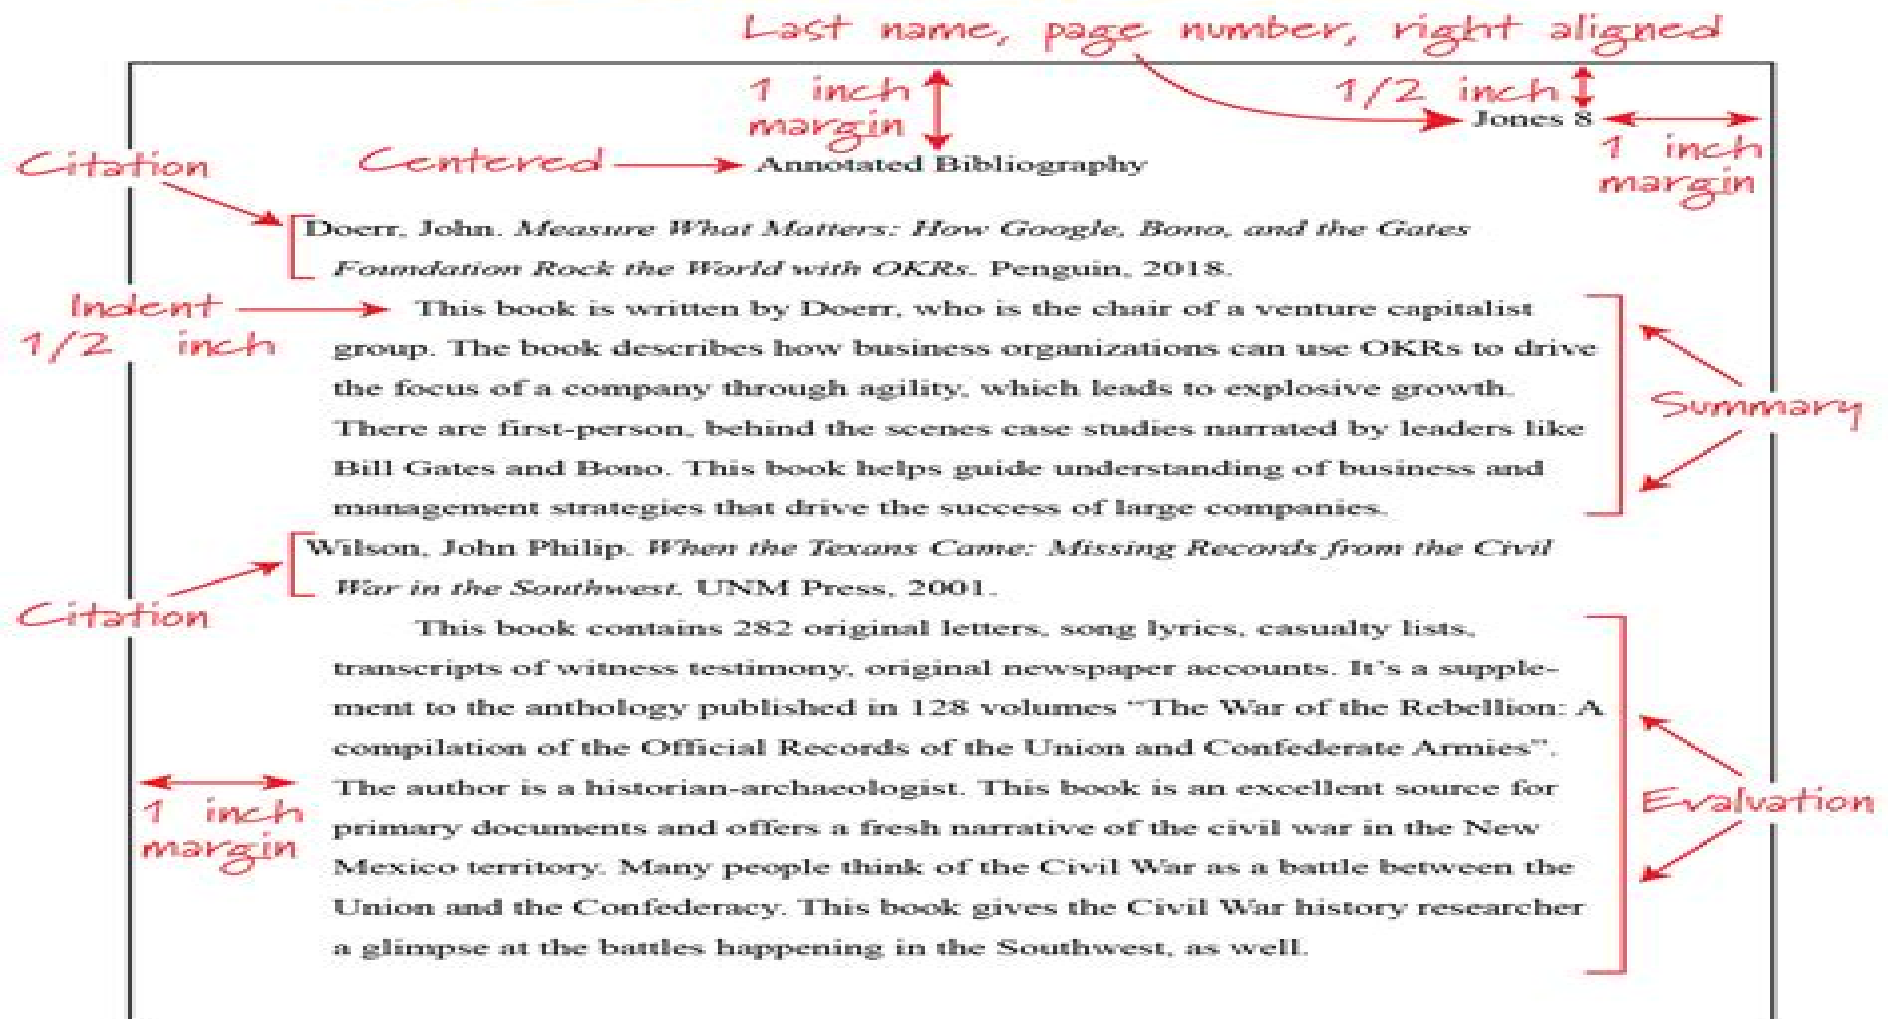 Last name, page number, right aligned
1 inch
margin
1/2 inch
Jones 8
1 inch
margin
Citation
Centered
Annotated Bibliography
Doerr, John. Measure What Matters: How Google, Bono, and the Gates
Foundation Rock the World with OKRs. Penguin, 2018.
Indent
1/2 inch
This book is written by Doerr, who is the chair of a venture capitalist
group. The book describes how business organizations can use OKRs to drive
the focus of a company through agility, which leads to explosive growth.
There are first-person, behind the scenes case studies narrated by leaders like
Bill Gates and Bono. This book helps guide understanding of business and
management strategies that drive the success of large companies.
Summary
Wilson, John Philip. When the Texans Came: Missing Records from the Civil
War in the Southwest. UNM Press, 2001.
Citation
This book contains 282 original letters, song lyrics, casualty lists,
transcripts of witness testimony, original newspaper accounts. It's a supple-
ment to the anthology published in 128 volumes “The War of the Rebellion: A
compilation of the Official Records of the Union and Confederate Armies”.
The author is a historian-archaeologist. This book is an excellent source for
primary documents and offers a fresh narrative of the civil war in the New
Mexico territory. Many people think of the Civil War as a battle between the
Union and the Confederacy. This book gives the Civil War history researcher
a glimpse at the battles happening in the Southwest, as well.
1 inch
margin
Evaluation